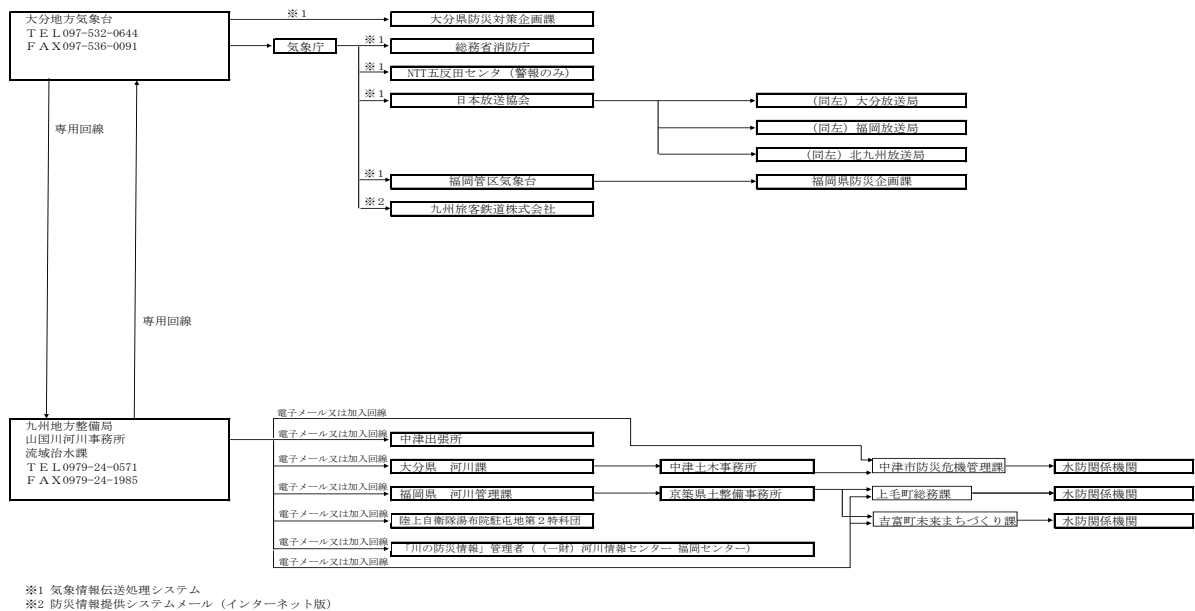 大分地方気象台
ＴＥＬ097-532-0644
ＦＡＸ097-536-0091
※1
大分県防災対策企画課
気象庁
※1
総務省消防庁
※1
NTT五反田センタ（警報のみ）
※1
日本放送協会
（同左）大分放送局
専用回線
（同左）福岡放送局
（同左）北九州放送局
※1
福岡管区気象台
福岡県防災企画課
※2
九州旅客鉄道株式会社
専用回線
九州地方整備局
山国川河川事務所
流域治水課
ＴＥＬ0979-24-0571
ＦＡＸ0979-24-1985
電子メール又は加入回線
電子メール又は加入回線
中津出張所
電子メール又は加入回線
大分県　河川課
中津土木事務所
中津市防災危機管理課
水防関係機関
電子メール又は加入回線
福岡県　河川管理課
京築県土整備事務所
上毛町総務課
水防関係機関
電子メール又は加入回線
陸上自衛隊湯布院駐屯地第２特科団
吉富町未来まちづくり課
水防関係機関
電子メール又は加入回線
「川の防災情報」管理者（（一財）河川情報センター 福岡センター）
電子メール又は加入回線
※1 気象情報伝送処理システム
※2 防災情報提供システムメール（インターネット版）